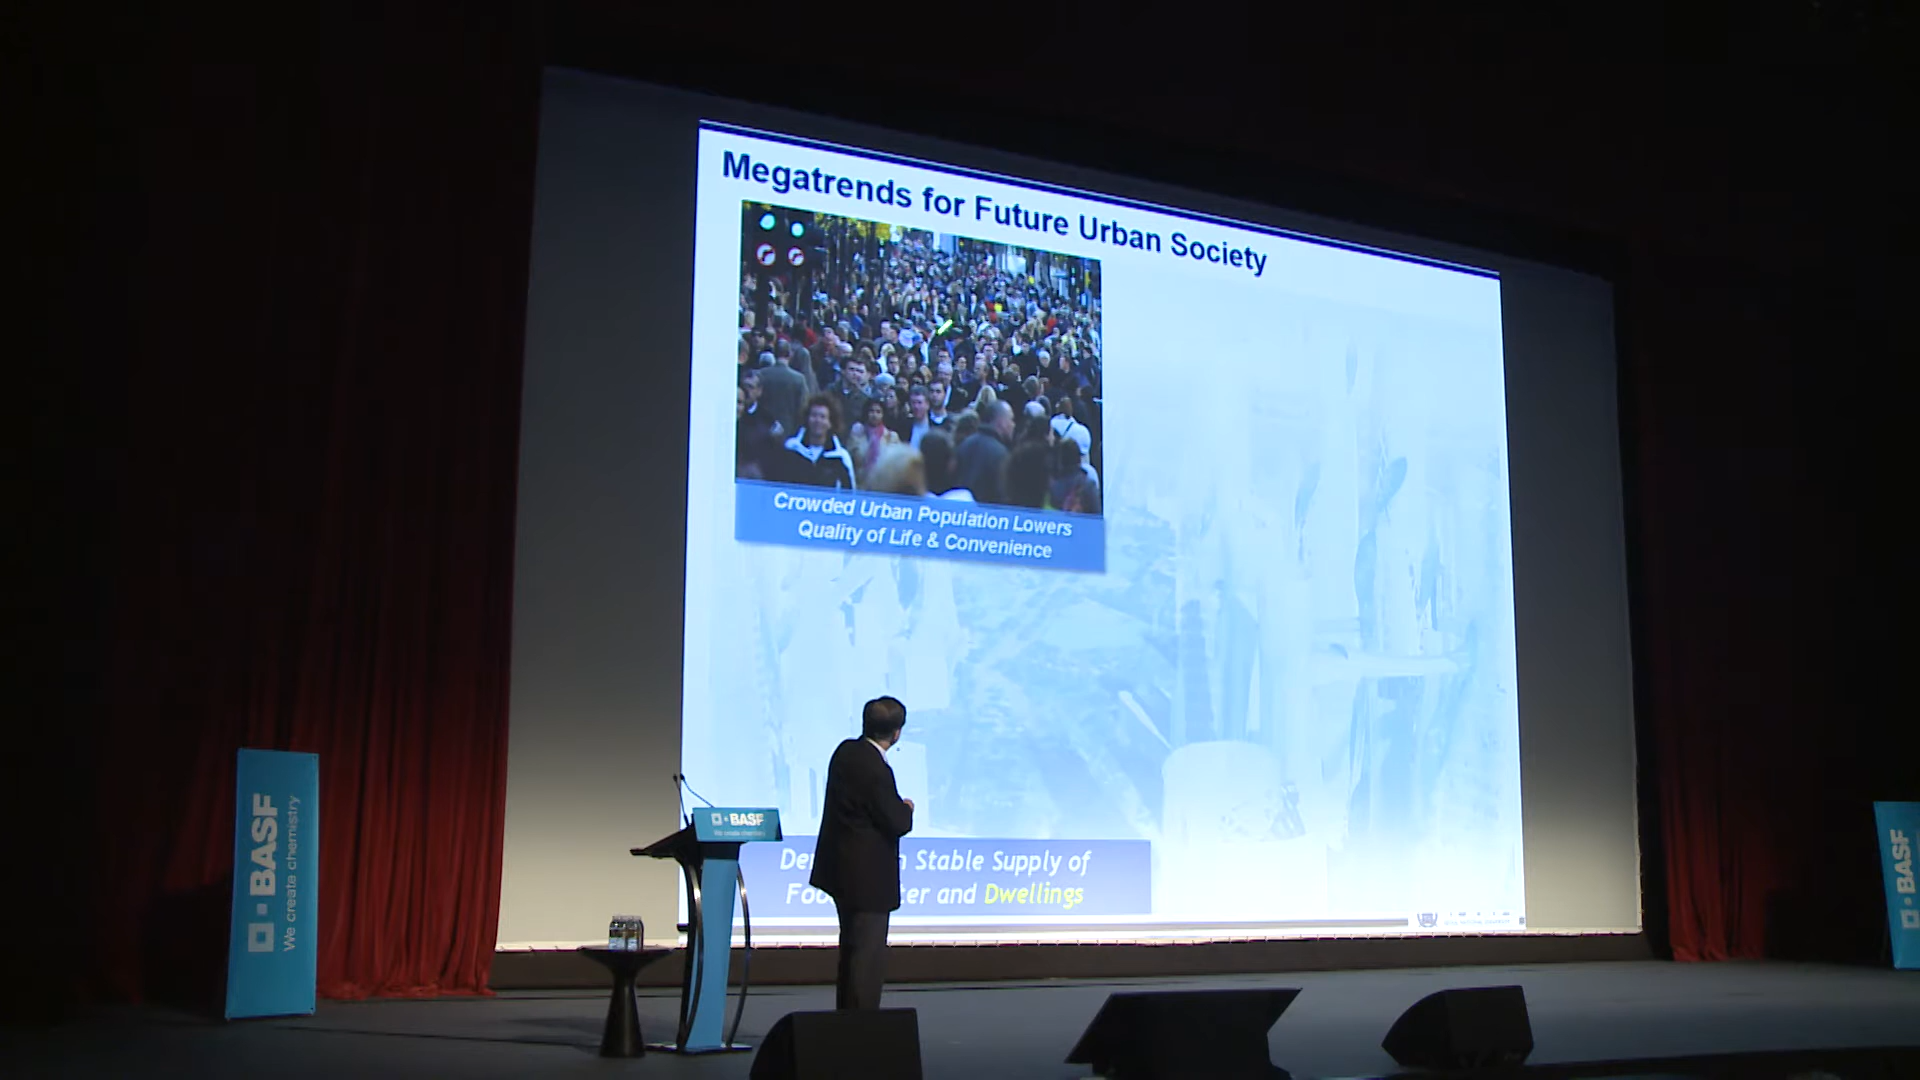 Megatrends for Future Urban Society
Crowded Urban Population Lowers
Quality of Life & Convenience
Stable Supply of
and Dwellings
BASF
We create chemistry
BASF
We create chemistry
BASF